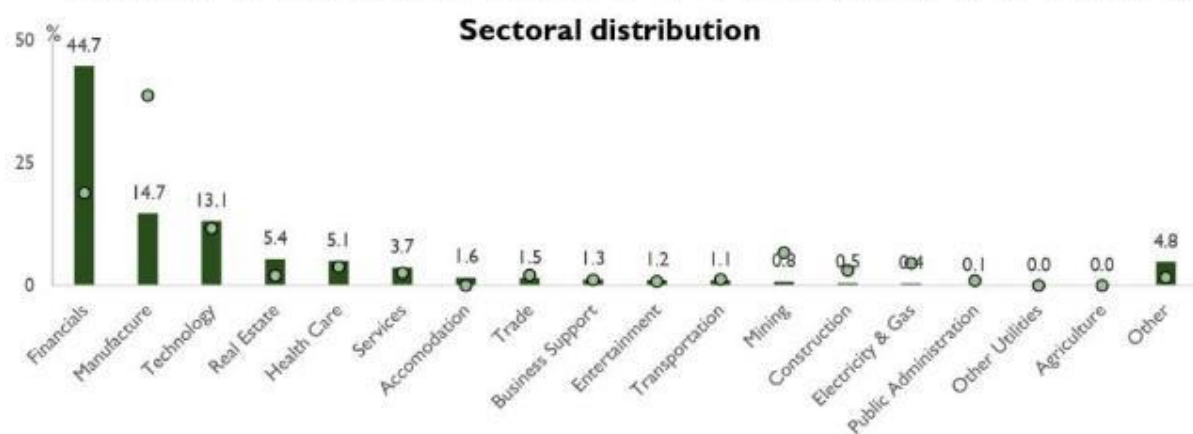 Sectoral distribution
%
50
44.7
14.7
13.1
5.4
5.1
3.7
1.6
1.5
1.3
1.2
1.1
0.8
0.5
0.4
0.1
0.0
0.0
4.8
25
0
Financials
Manufacture
Technology
Real Estate
Health Care
Services
Accomodation
Trade
Business Support
Entertainment
Transportation
Mining
Construction
Electricity & Gas
Public Administration
Other Utilities
Agriculture
Other